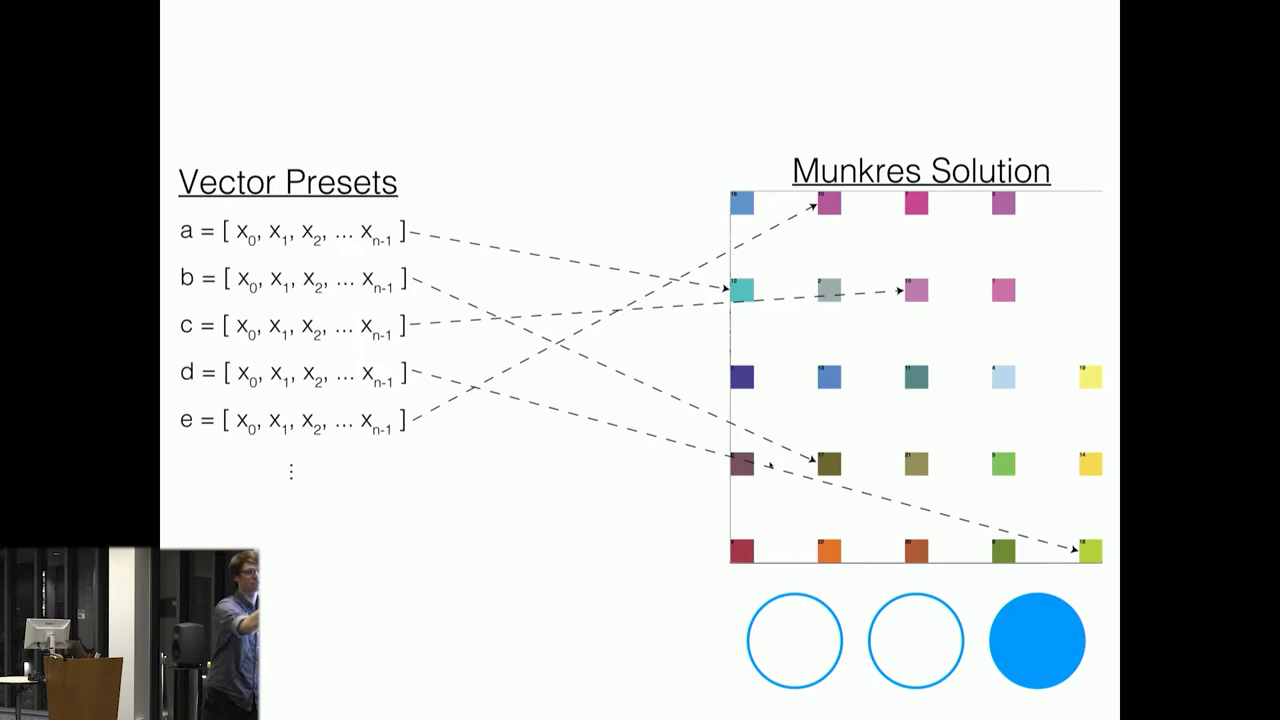 Vector Presets
Munkres Solution
a = [ x0, x1, x2, ... xn-1 ]
b = [ x0, x1, x2, ... xn-1 ]
c = [ x0, x1, x2, ... xn-1 ]
d = [ x0, x1, x2, ... xn-1 ]
e = [ x0, x1, x2, ... xn-1 ]
⋮